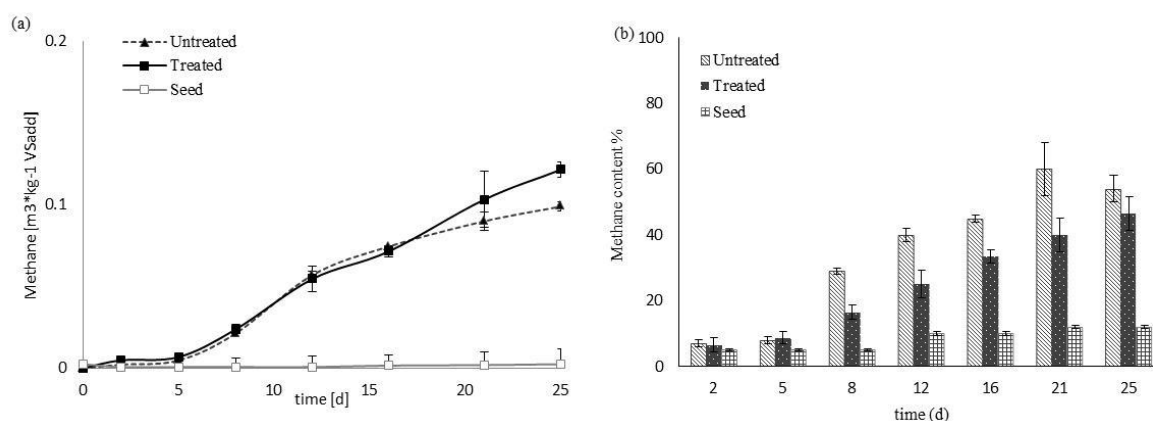 (a)
0.2
0.1
0
Methane [m3*kg-1 VSadd]
Untreated
Treated
Seed
0 5 10 15 20 25
time [d]
(b)
100
80
60
40
20
0
Methane content %
Untreated
Treated
Seed
2 5 8 12 16 21 25
time (d)